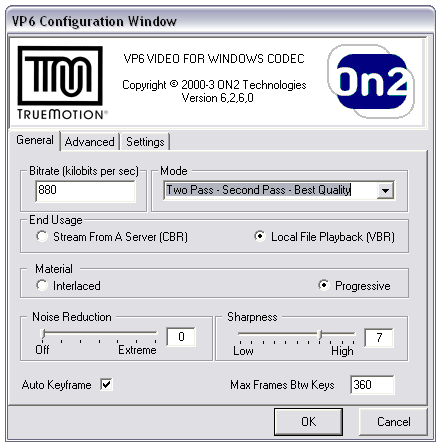 VP6 Configuration Window
VP6 VIDEO FOR WINDOWS CODEC
Copyright © 2000-3 ON2 Technologies
Version 6,2,6,0
TM
TRUEMOTION®
On2
General Advanced Settings
Bitrate (kilobits per sec)
880
Mode
Two Pass - Second Pass - Best Quality
End Usage
Stream From A Server (CBR) Local File Playback (VBR)
Material
Interlaced Progressive
Noise Reduction
0
Off Extreme
Sharpness
7
Low High
Auto Keyframe Max Frames Btw Keys 360
OK Cancel